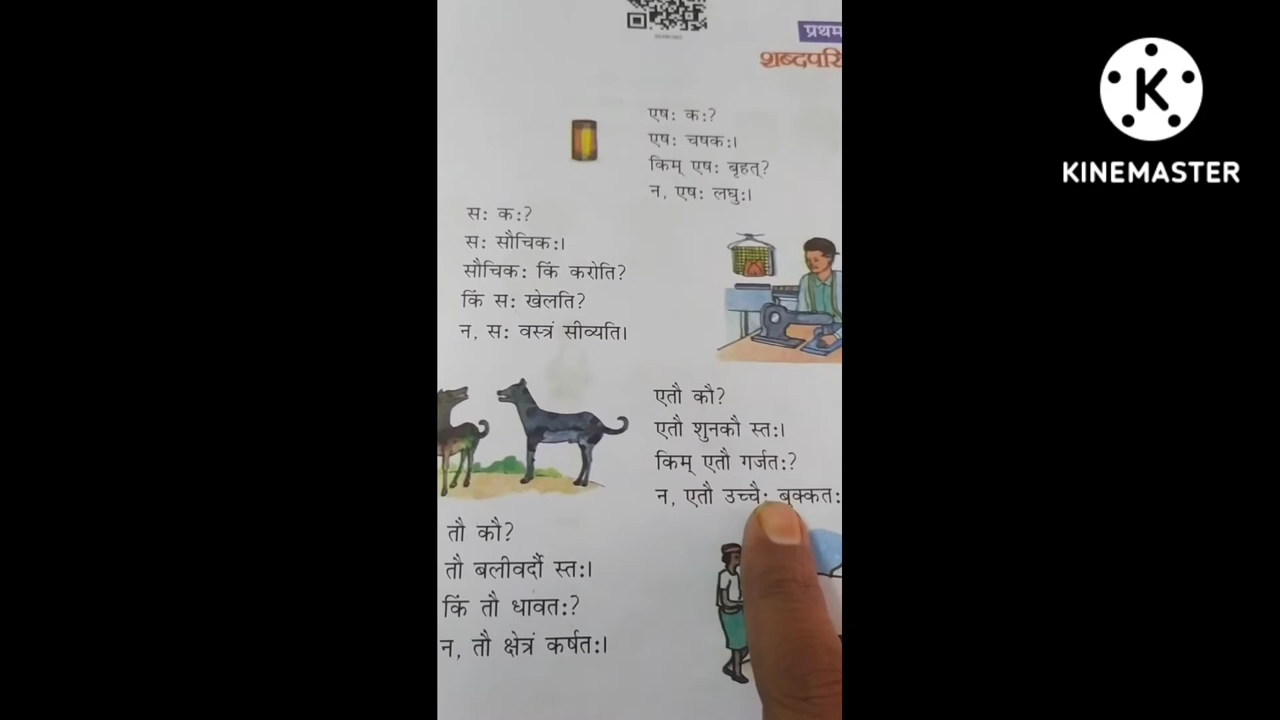 प्रथम
शब्दपरि
एष: क:?
एष: चषक:।
किम् एष: बृहत्?
न, एष: लघु:।
स: क:?
स: सौचिक:।
सौचिक: किं करोति?
किं स: खेलति?
न, स: वस्त्रं सीव्यति।
एतौ कौ?
एतौ शुनकौ स्त:।
किम् एतौ गर्जत:?
न, एतौ उच्चै: बुक्कत:
तौ कौ?
तौ बलीवर्दौ स्त:।
किं तौ धावत:?
न, तौ क्षेत्रं कर्षत:।
K
KINEMASTER